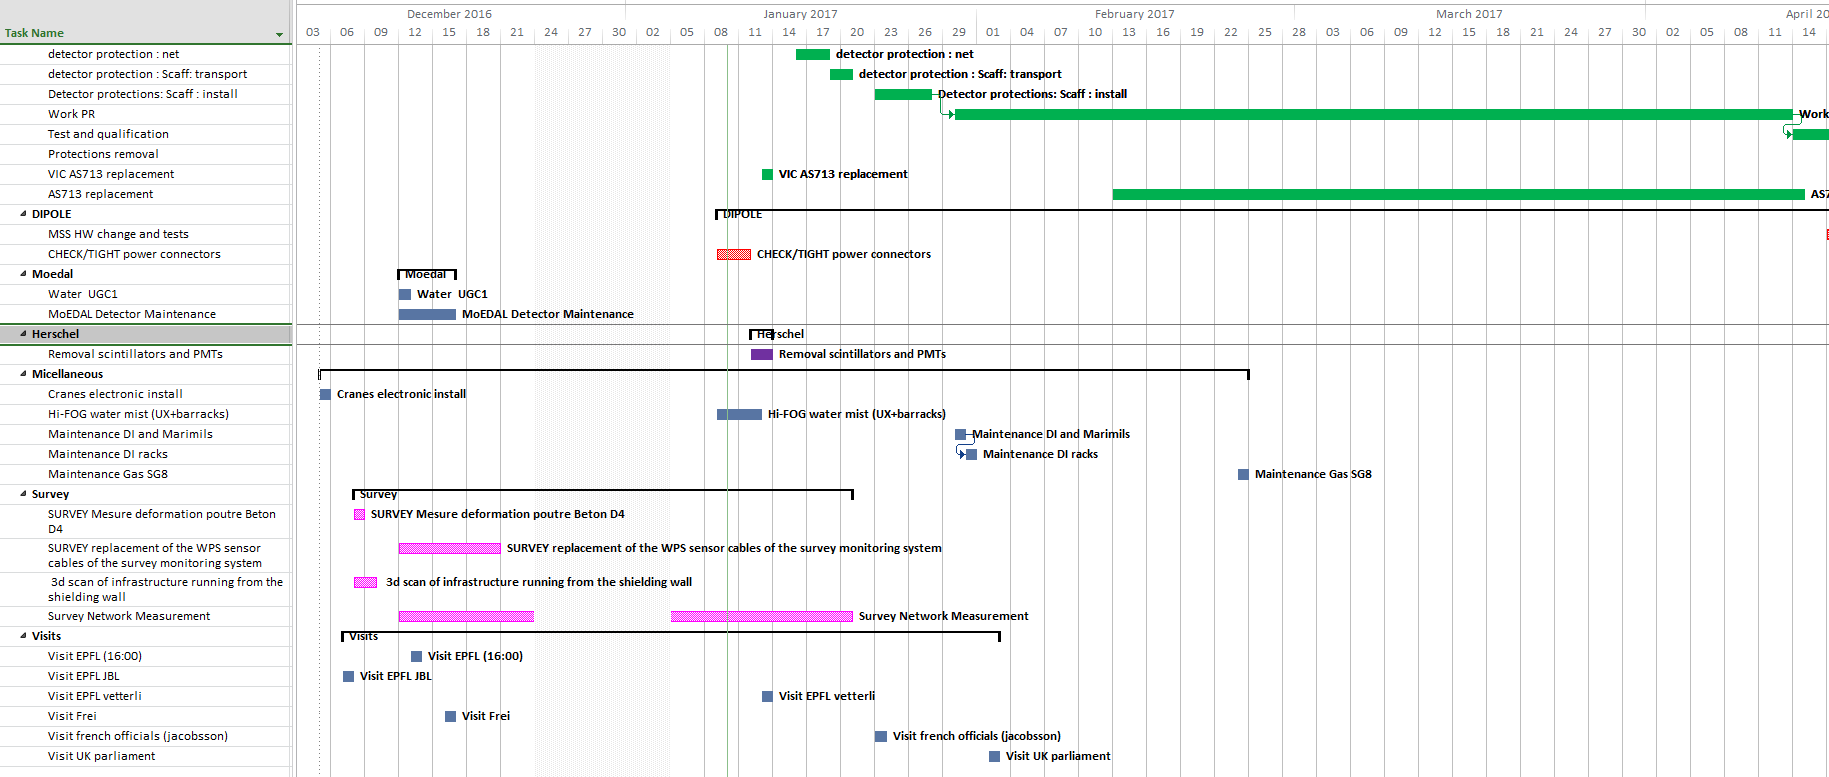 December 2016 January 2017 February 2017 March 2017 April 20
Task Name 03 06 09 12 15 18 21 24 27 30 02 05 08 11 14 17 20 23 26 29 01 04 07 10 13 16 19 22 25 28 03 06 09 12 15 18 21 24 27 30 02 05 08 11 14
detector protection : net detector protection : net
detector protection : Scaff: transport detector protection : Scaff: transport
Detector protections: Scaff : install Detector protections: Scaff : install
Work PR Work
Test and qualification
Protections removal
VIC AS713 replacement VIC AS713 replacement
AS713 replacement AS7
DIPOLE DIPOLE
MSS HW change and tests
CHECK/TIGHT power connectors CHECK/TIGHT power connectors
Moedal Moedal
Water UGC1 Water UGC1
MoEDAL Detector Maintenance MoEDAL Detector Maintenance
Herschel Herschel
Removal scintillators and PMTs Removal scintillators and PMTs
Micellaneous
Cranes electronic install Cranes electronic install
Hi-FOG water mist (UX+barracks) Hi-FOG water mist (UX+barracks)
Maintenance DI and Marimils Maintenance DI and Marimils
Maintenance DI racks Maintenance DI racks
Maintenance Gas SG8 Maintenance Gas SG8
Survey Survey
SURVEY Mesure deformation poutre Beton SURVEY Mesure deformation poutre Beton D4
D4
SURVEY replacement of the WPS sensor SURVEY replacement of the WPS sensor cables of the survey monitoring system
cables of the survey monitoring system
3d scan of infrastructure running from the 3d scan of infrastructure running from the shielding wall
shielding wall
Survey Network Measurement Survey Network Measurement
Visits Visits
Visit EPFL (16:00) Visit EPFL (16:00)
Visit EPFL JBL Visit EPFL JBL
Visit EPFL vetterli Visit EPFL vetterli
Visit Frei Visit Frei
Visit french officials (jacobsson) Visit french officials (jacobsson)
Visit UK parliament Visit UK parliament